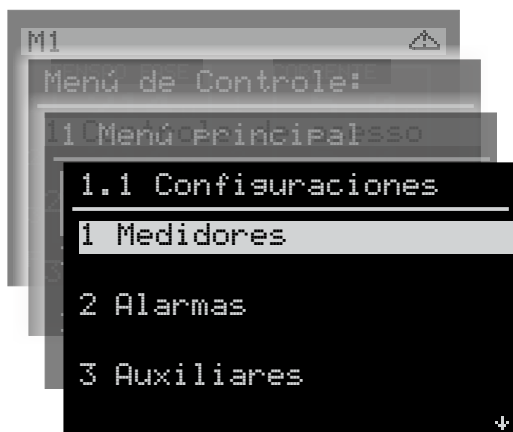 M1
Menú de Controle:
1 Menú principal
1.1 Configuraciones
1 Medidores
2 Alarmas
3 Auxiliares